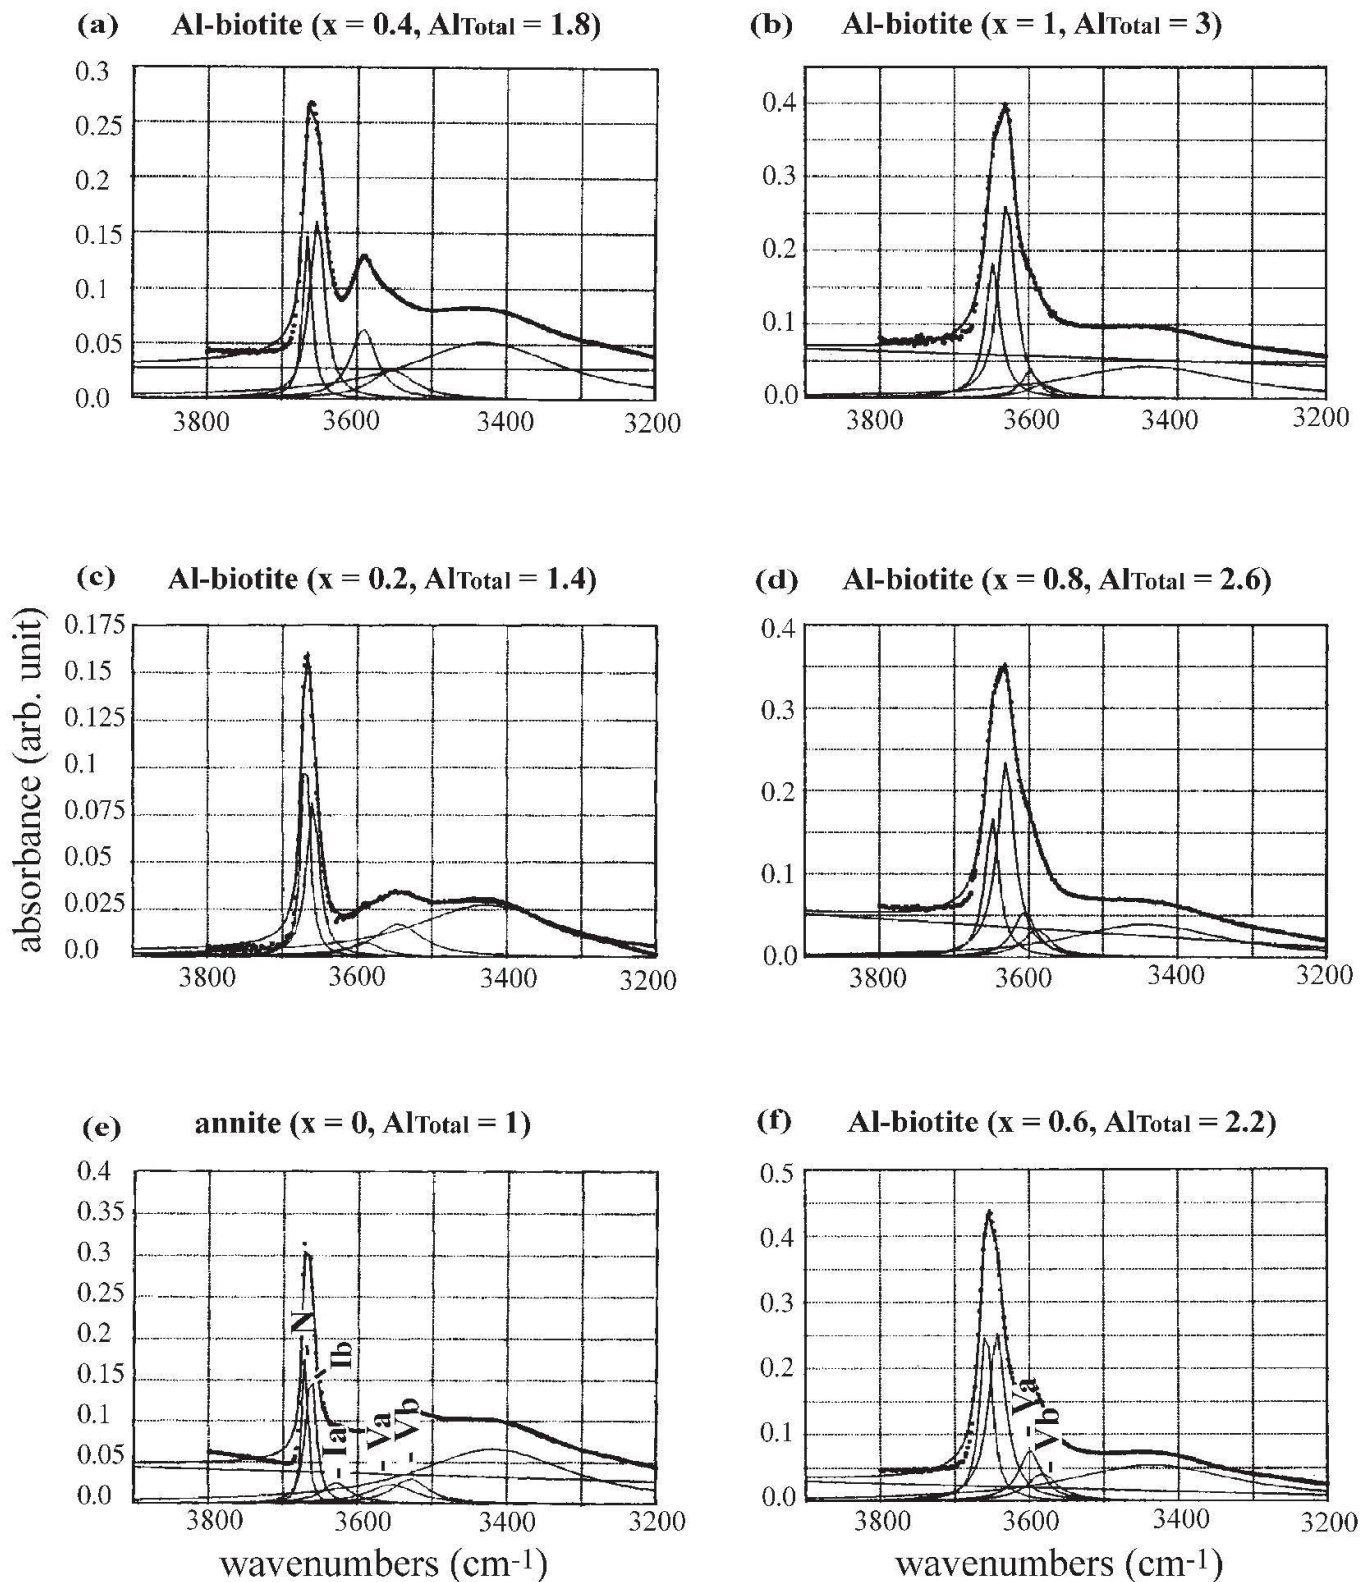 (a) Al-biotite (x = 0.4, AlTotal = 1.8)
0.3
0.25
0.2
0.15
0.1
0.05
0.0
3800 3600 3400 3200
(b) Al-biotite (x = 1, AlTotal = 3)
0.4
0.3
0.2
0.1
0
3800 3600 3400 3200
(c) Al-biotite (x = 0.2, AlTotal = 1.4)
0.175
0.15
0.125
0.1
0.075
0.05
0.025
0.0
3800 3600 3400 3200
(d) Al-biotite (x = 0.8, AlTotal = 2.6)
0.4
0.3
0.2
0.1
0
3800 3600 3400 3200
absorbance (arb. unit)
(e) annite (x = 0, AlTotal = 1)
0.4
0.35
0.3
0.25
0.2
0.15
0.1
0.05
0.0
N
Ib
Ia
Va
Vb
3800 3600 3400 3200
wavenumbers (cm-1)
(f) Al-biotite (x = 0.6, AlTotal = 2.2)
0.5
0.4
0.3
0.2
0.1
0.0
Va
Vb
3800 3600 3400 3200
wavenumbers (cm-1)